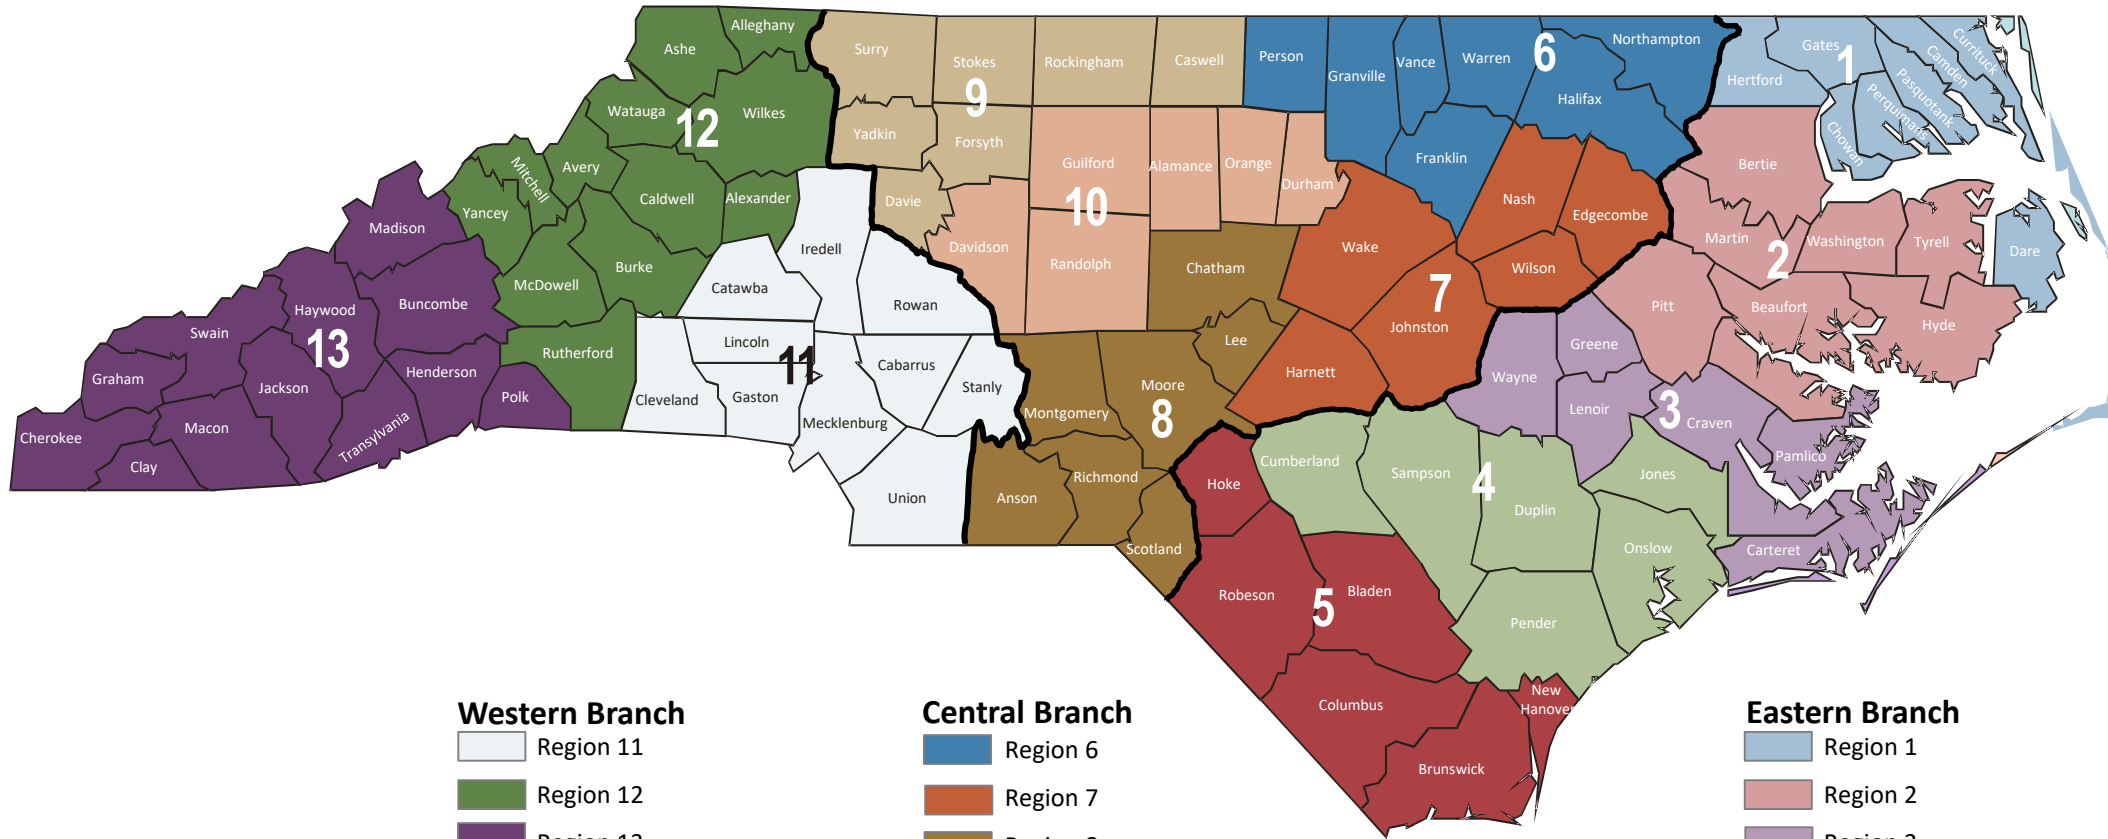 Alleghany
Ashe
Surry
Stokes
Rockingham
Caswell
Person
Granville
Vance
Warren
6
Northampton
Gates
1
Currituck
Camden
Pasquotank
Perquimans
Chowan
Hertford
Halifax
Watauga
12
Wilkes
9
Yadkin
Forsyth
Guilford
Alamance
Orange
Durham
Franklin
Bertie
Mitchell
Avery
Caldwell
Alexander
Davie
10
Nash
Edgecombe
Madison
Yancey
Iredell
Davidson
Randolph
Wake
Wilson
Martin
2
Washington
Tyrell
Dare
McDowell
Burke
Catawba
Rowan
Chatham
7
Johnston
Pitt
Beaufort
Hyde
Buncombe
Haywood
13
Swain
Graham
Jackson
Henderson
Rutherford
Lincoln
11
Cabarrus
Stanly
Lee
Harnett
Greene
Wayne
Lenoir
3
Craven
Pamlico
Cherokee
Macon
Clay
Transylvania
Polk
Cleveland
Gaston
Mecklenburg
Montgomery
Moore
8
Cumberland
Sampson
4
Jones
Union
Anson
Richmond
Hoke
Duplin
Scotland
Onslow
Carteret
Robeson
5
Bladen
Pender
Columbus
New
Hanover
Brunswick
Western Branch
Region 11
Region 12
Region 13
Central Branch
Region 6
Region 7
Region 8
Eastern Branch
Region 1
Region 2
Region 3